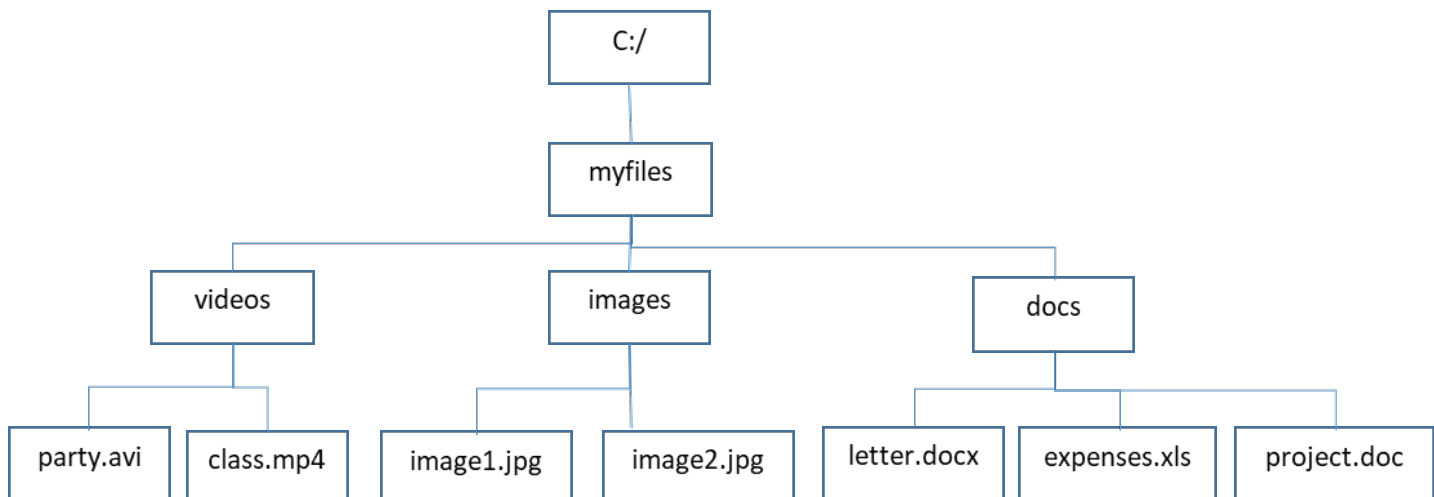 C:/
myfiles
videos
images
docs
party.avi
class.mp4
image1.jpg
image2.jpg
letter.docx
expenses.xls
project.doc